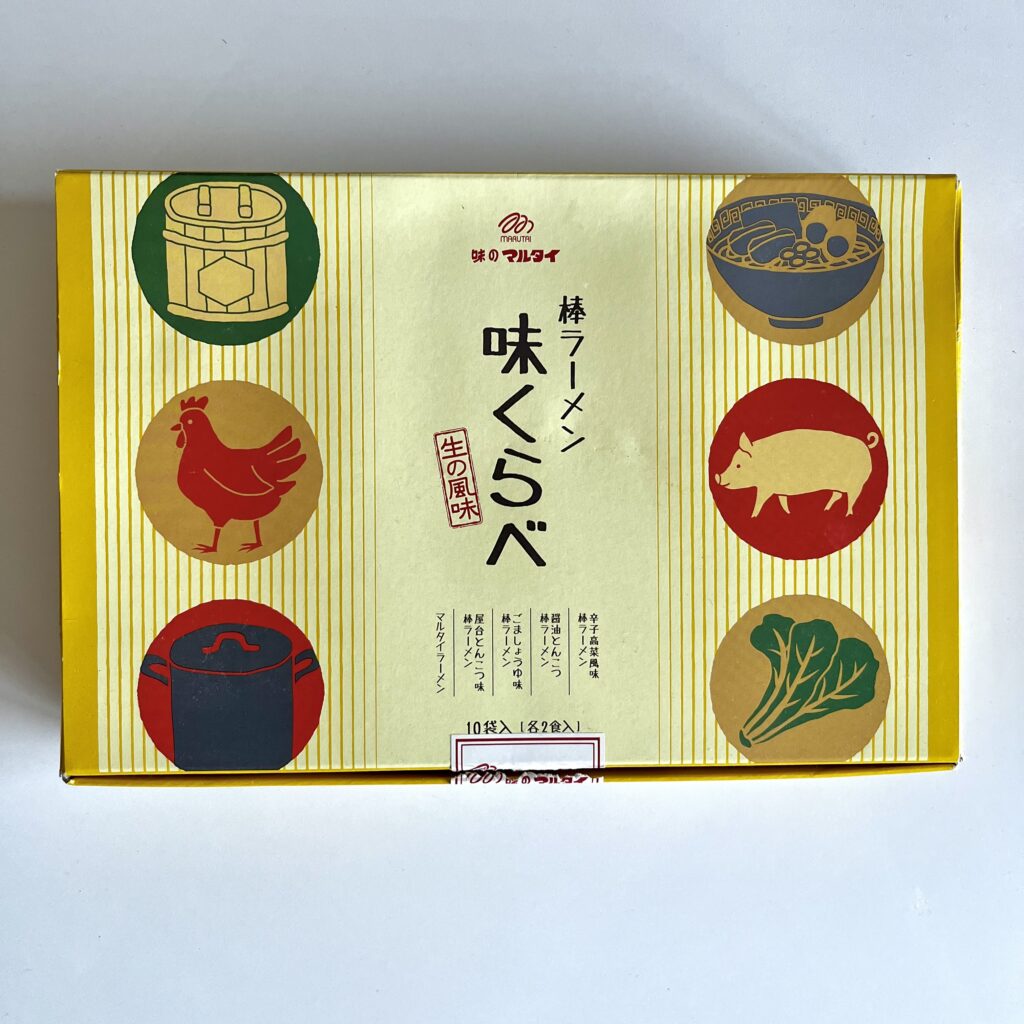 MARUTAI
味のマルタイ
棒ラーメン
味くらべ
生の風味
辛子高菜風味
棒ラーメン
醤油とんこつ
棒ラーメン
ごましょうゆ味
棒ラーメン
屋台とんこつ味
棒ラーメン
マルタイラーメン
10袋入［各2食入］
味のマルタイ